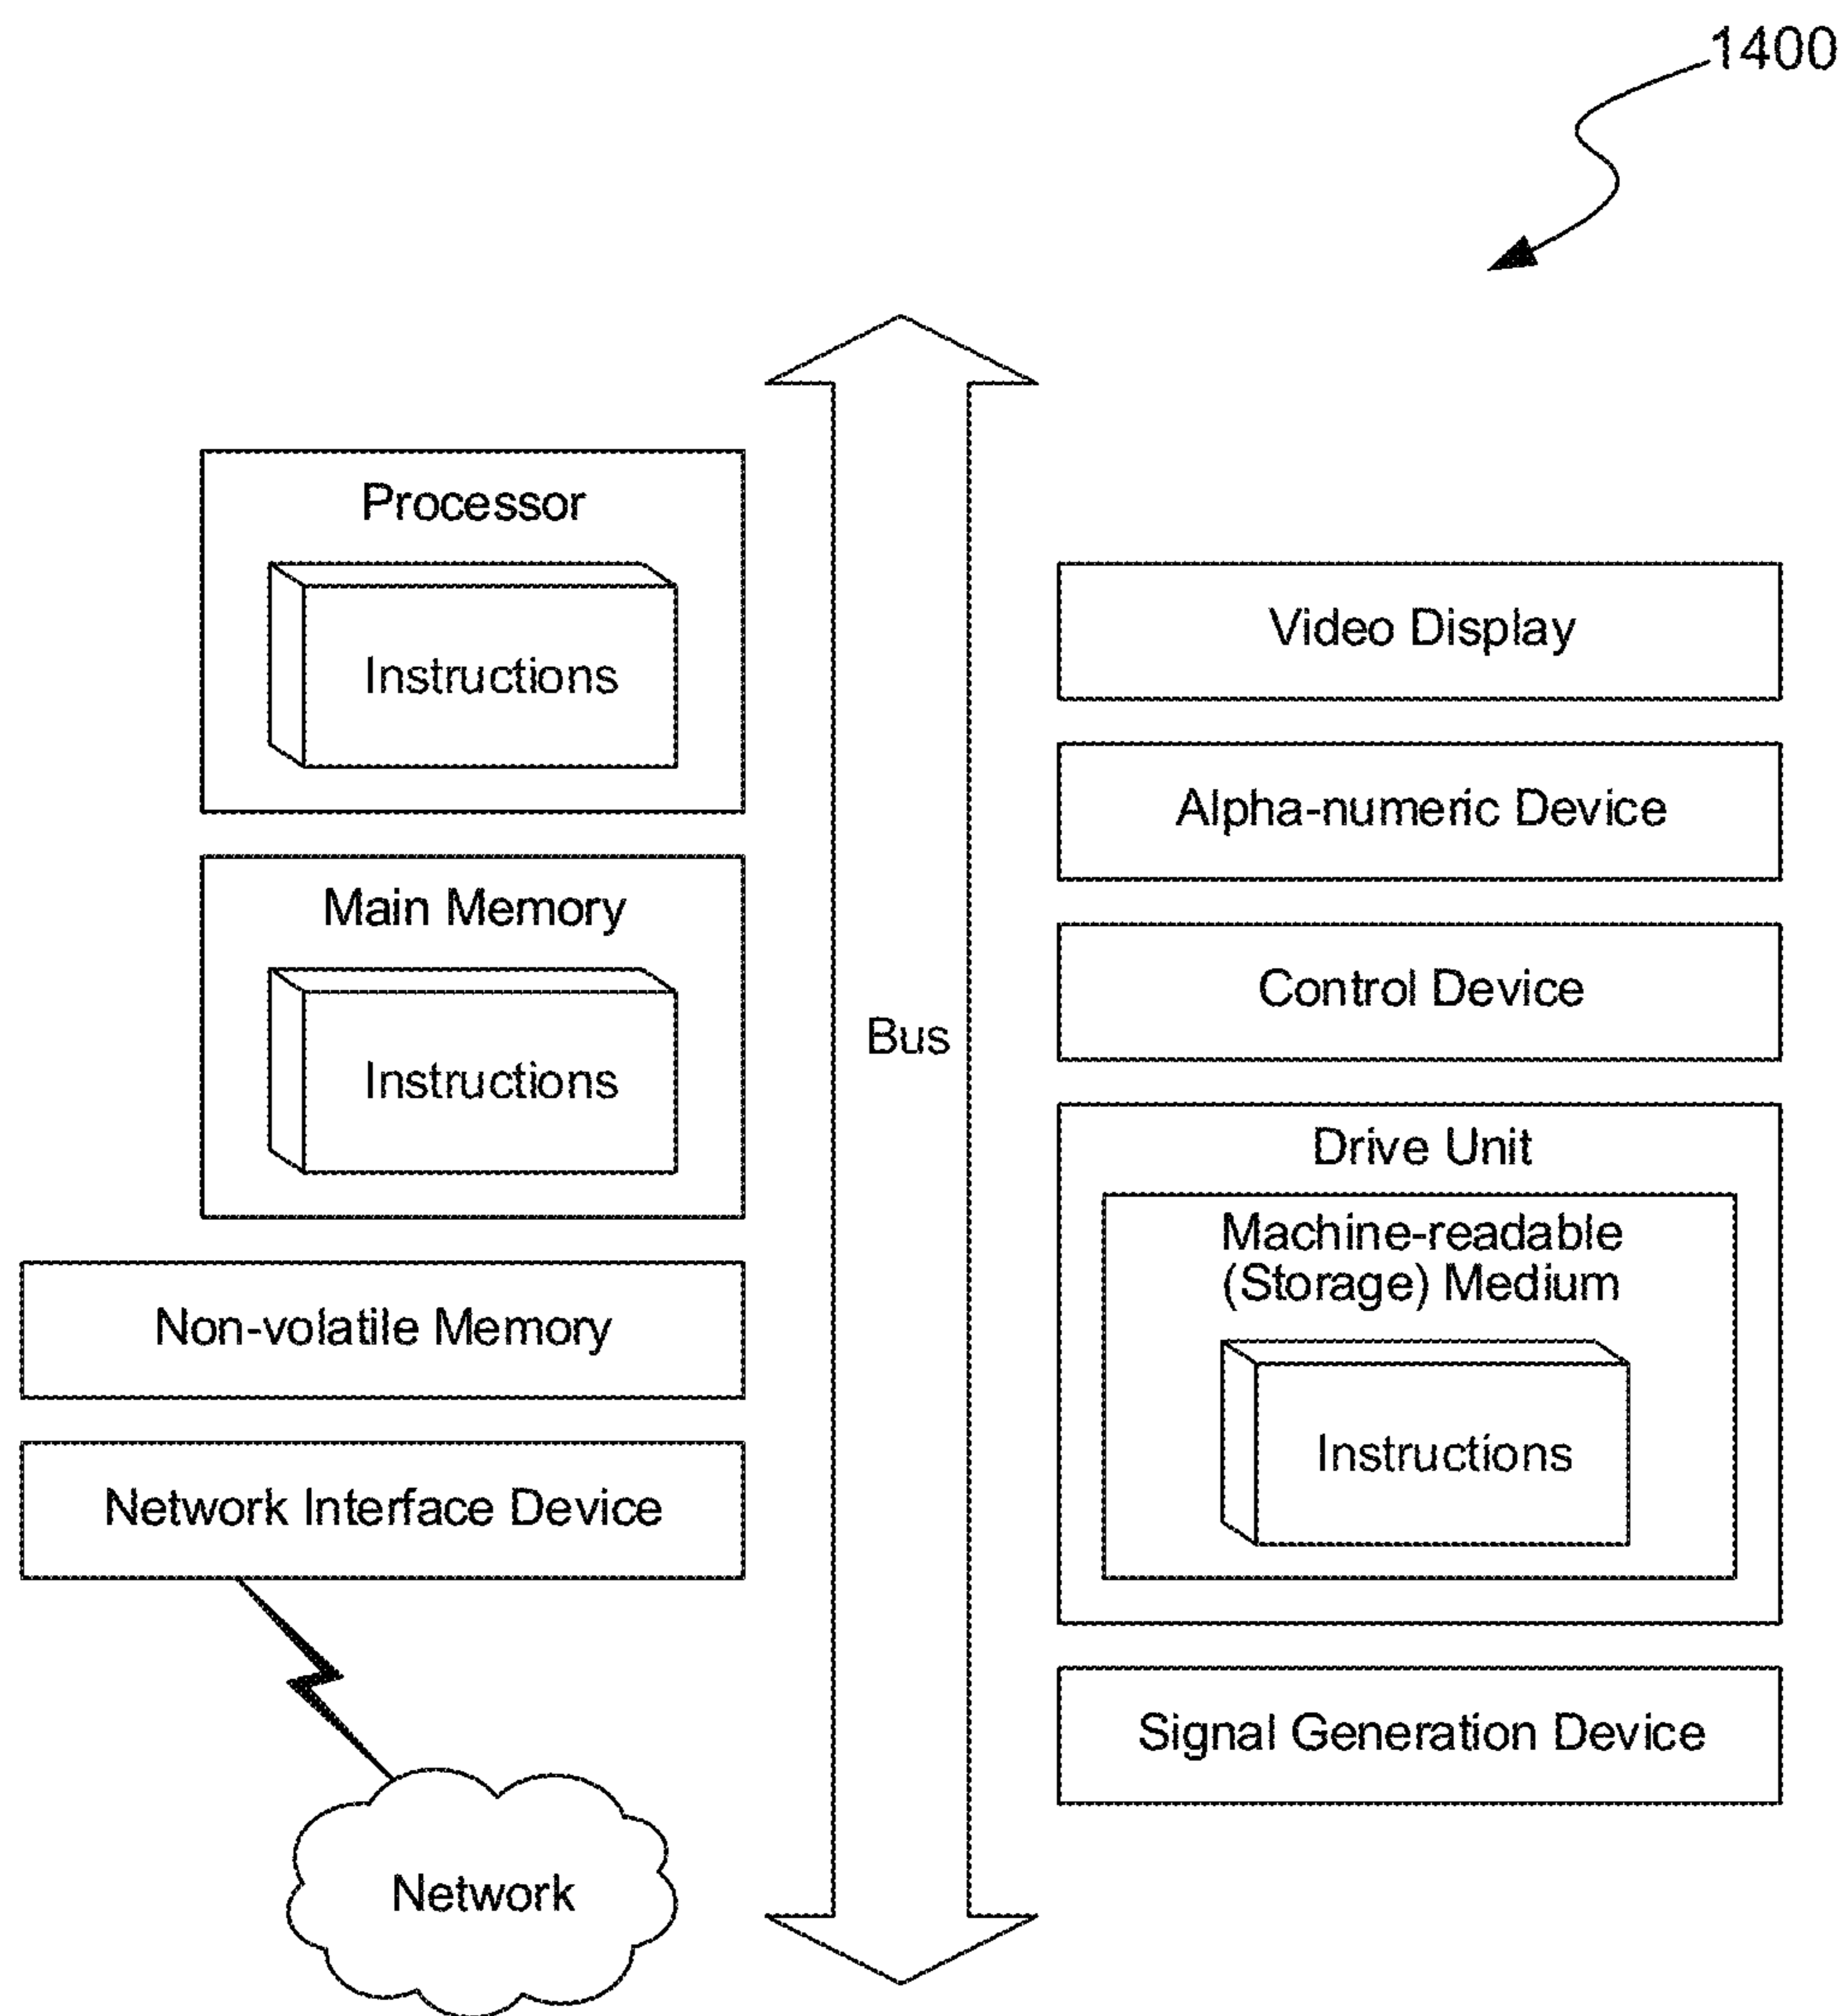 1400
Processor
Instructions
Main Memory
Instructions
Non-volatile Memory
Network Interface Device
Network
Bus
Video Display
Alpha-numeric Device
Control Device
Drive Unit
Machine-readable
(Storage) Medium
Instructions
Signal Generation Device